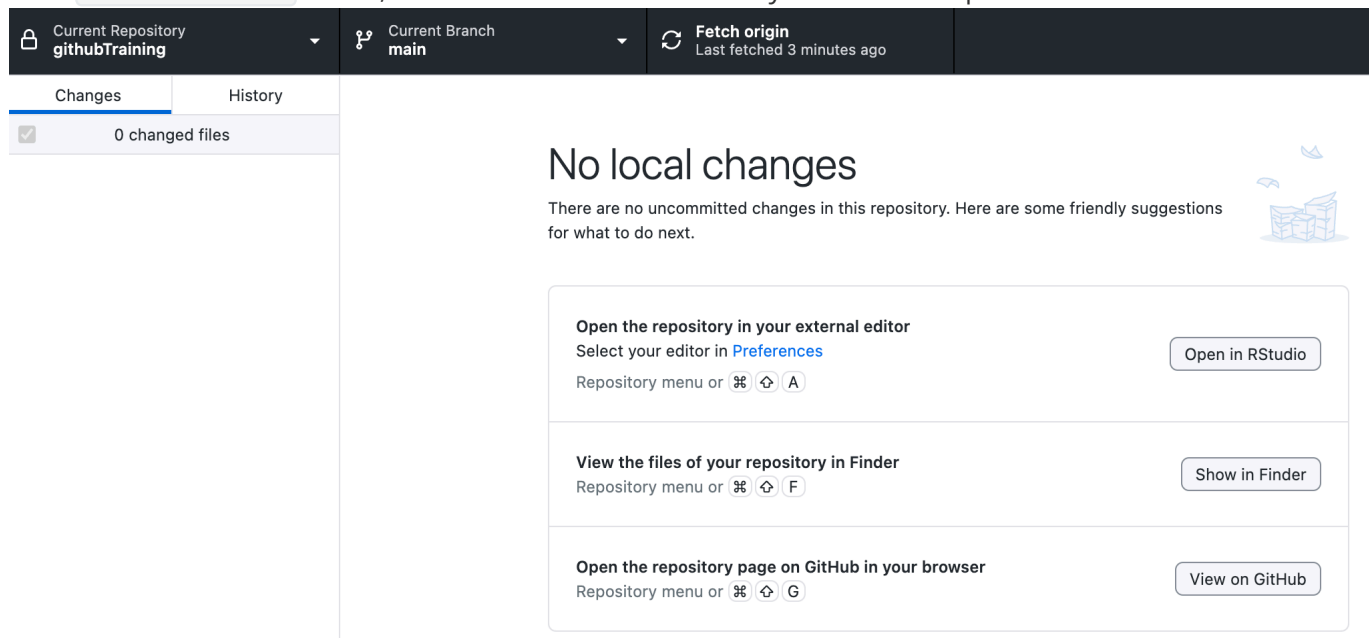 Current Repository
githubTraining
Current Branch
main
Fetch origin
Last fetched 3 minutes ago
Changes
History
0 changed files
No local changes
There are no uncommitted changes in this repository. Here are some friendly suggestions
for what to do next.
Open the repository in your external editor
Select your editor in Preferences
Repository menu or ⌘ ⇧ A
Open in RStudio
View the files of your repository in Finder
Repository menu or ⌘ ⇧ F
Show in Finder
Open the repository page on GitHub in your browser
Repository menu or ⌘ ⇧ G
View on GitHub